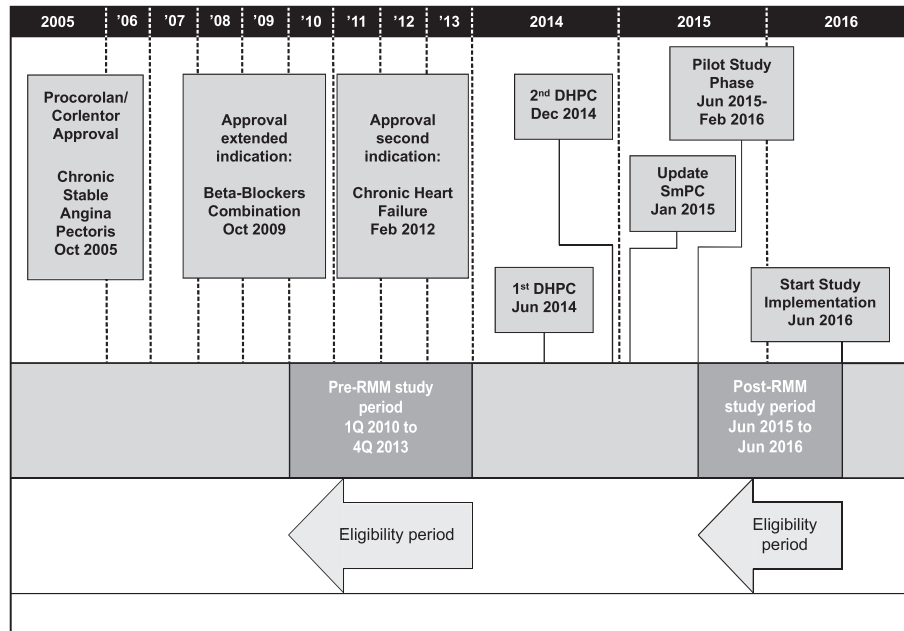 2005 ’06 ’07 ’08 ’09 ’10 ’11 ’12 ’13 2014 2015 2016
Procorolan/
Corlentor
Approval
Chronic
Stable
Angina
Pectoris
Oct 2005
Approval
extended
indication:
Beta-Blockers
Combination
Oct 2009
Approval
second
indication:
Chronic Heart
Failure
Feb 2012
2nd DHPC
Dec 2014
1st DHPC
Jun 2014
Pilot Study
Phase
Jun 2015-
Feb 2016
Update
SmPC
Jan 2015
Start Study
Implementation
Jun 2016
Pre-RMM study
period
1Q 2010 to
4Q 2013
Post-RMM
study period
Jun 2015 to
Jun 2016
Eligibility period
Eligibility
period